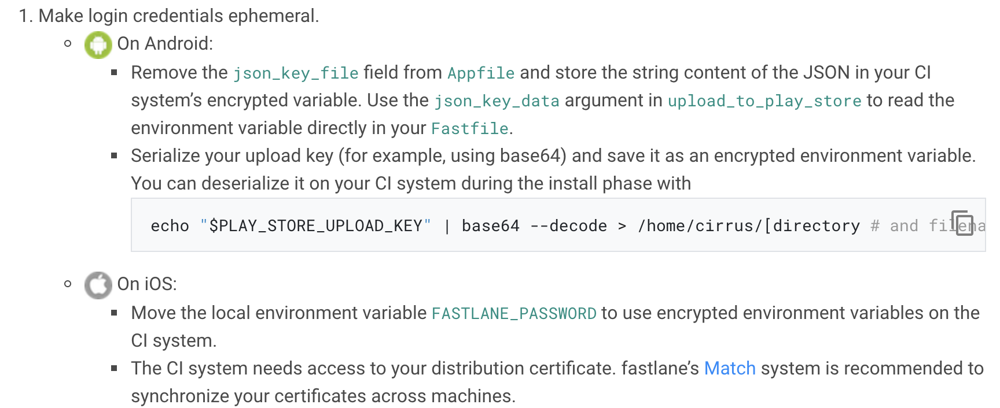 1. Make login credentials ephemeral.
On Android:
Remove the json_key_file field from Appfile and store the string content of the JSON in your CI
system’s encrypted variable. Use the json_key_data argument in upload_to_play_store to read the
environment variable directly in your Fastfile.
Serialize your upload key (for example, using base64) and save it as an encrypted environment variable.
You can deserialize it on your CI system during the install phase with
echo "$PLAY_STORE_UPLOAD_KEY" | base64 --decode > /home/cirrus/[directory # and filena
On iOS:
Move the local environment variable FASTLANE_PASSWORD to use encrypted environment variables on the
CI system.
The CI system needs access to your distribution certificate. fastlane’s Match system is recommended to
synchronize your certificates across machines.